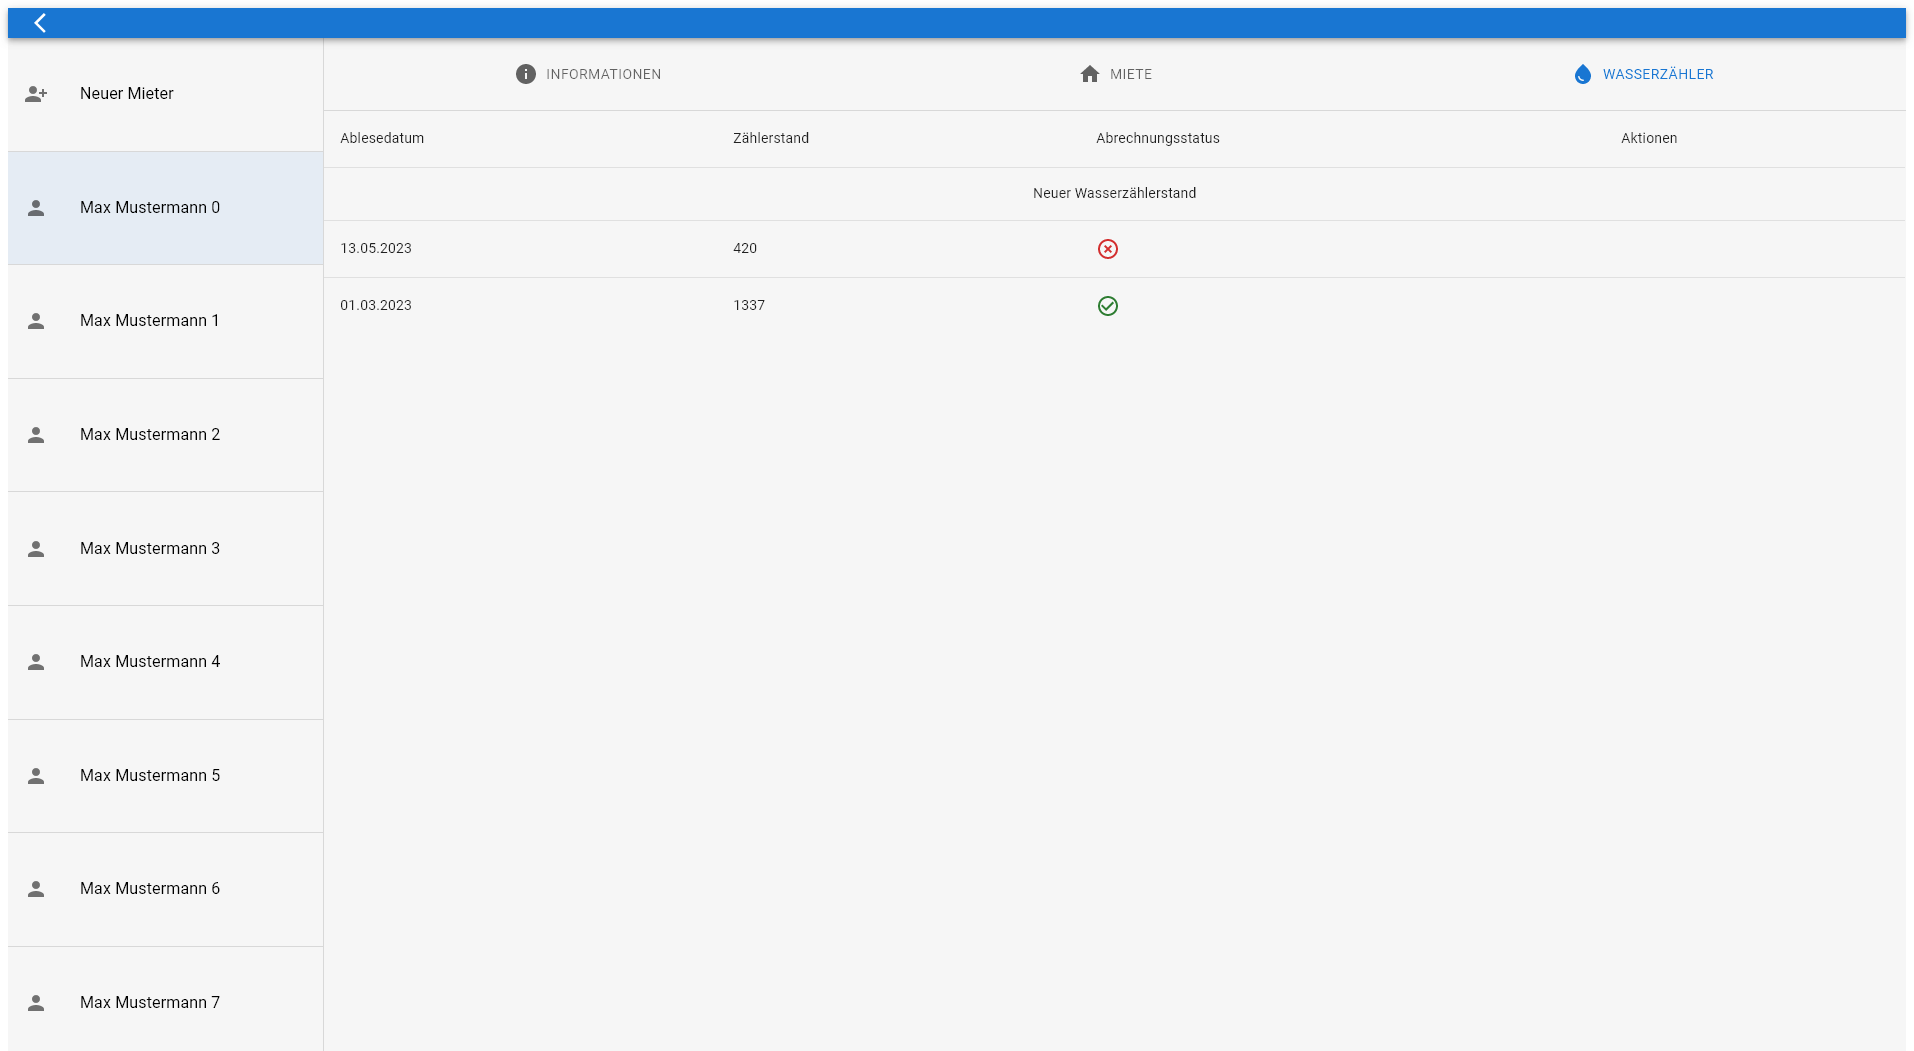 Neuer Mieter
Max Mustermann 0
Max Mustermann 1
Max Mustermann 2
Max Mustermann 3
Max Mustermann 4
Max Mustermann 5
Max Mustermann 6
Max Mustermann 7
INFORMATIONEN MIETE WASSERZÄHLER
Ablesedatum Zählerstand Abrechnungsstatus Aktionen
Neuer Wasserzählerstand
13.05.2023 420
01.03.2023 1337